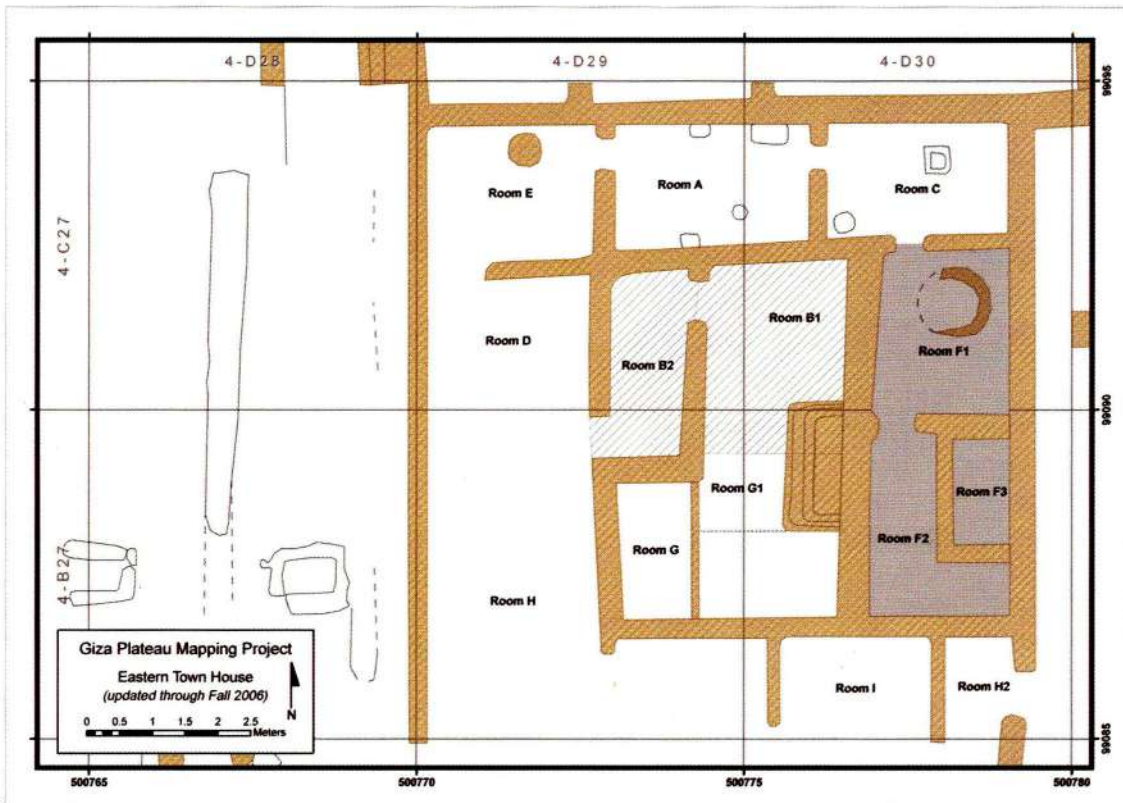 4-D28
4-D29
4-D30
99095
Room E
Room A
Room C
4-C27
Room D
Room B2
Room B1
Room F1
99090
Room G1
Room F3
Room G
Room F2
4-B27
Room H
Giza Plateau Mapping Project
Eastern Town House
(updated through Fall 2006)
N
0 0.5 1 1.5 2 2.5
Meters
Room I
Room H2
99085
500765
500770
500775
500780